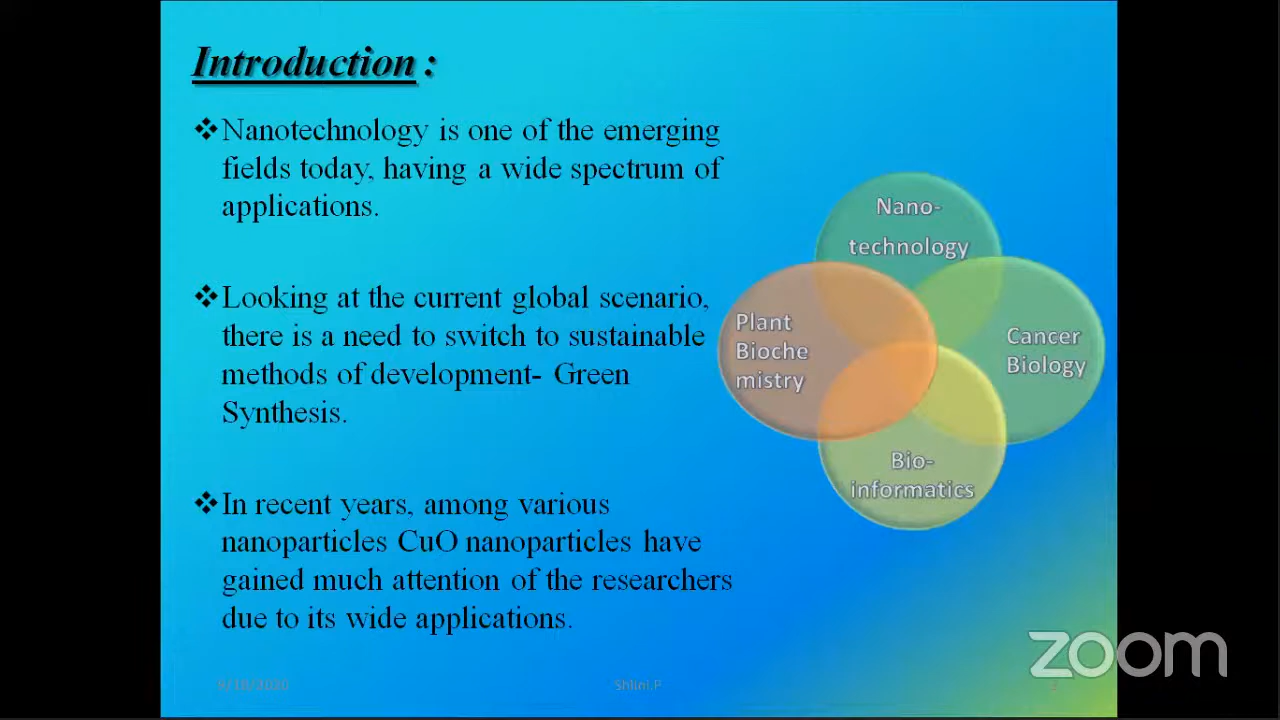 Introduction :
❖Nanotechnology is one of the emerging
fields today, having a wide spectrum of
applications.
❖Looking at the current global scenario,
there is a need to switch to sustainable
methods of development- Green
Synthesis.
❖In recent years, among various
nanoparticles CuO nanoparticles have
gained much attention of the researchers
due to its wide applications.
Nano-
technology
Plant
Bioche
mistry
Cancer
Biology
Bio-
informatics
zoom
Shlini.P